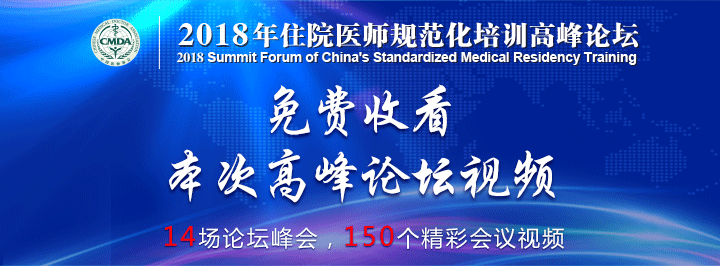 CMDA
2018年住院医师规范化培训高峰论坛
2018 Summit Forum of China's Standardized Medical Residency Training
免费收看
本次高峰论坛视频
14场论坛峰会，150个精彩会议视频